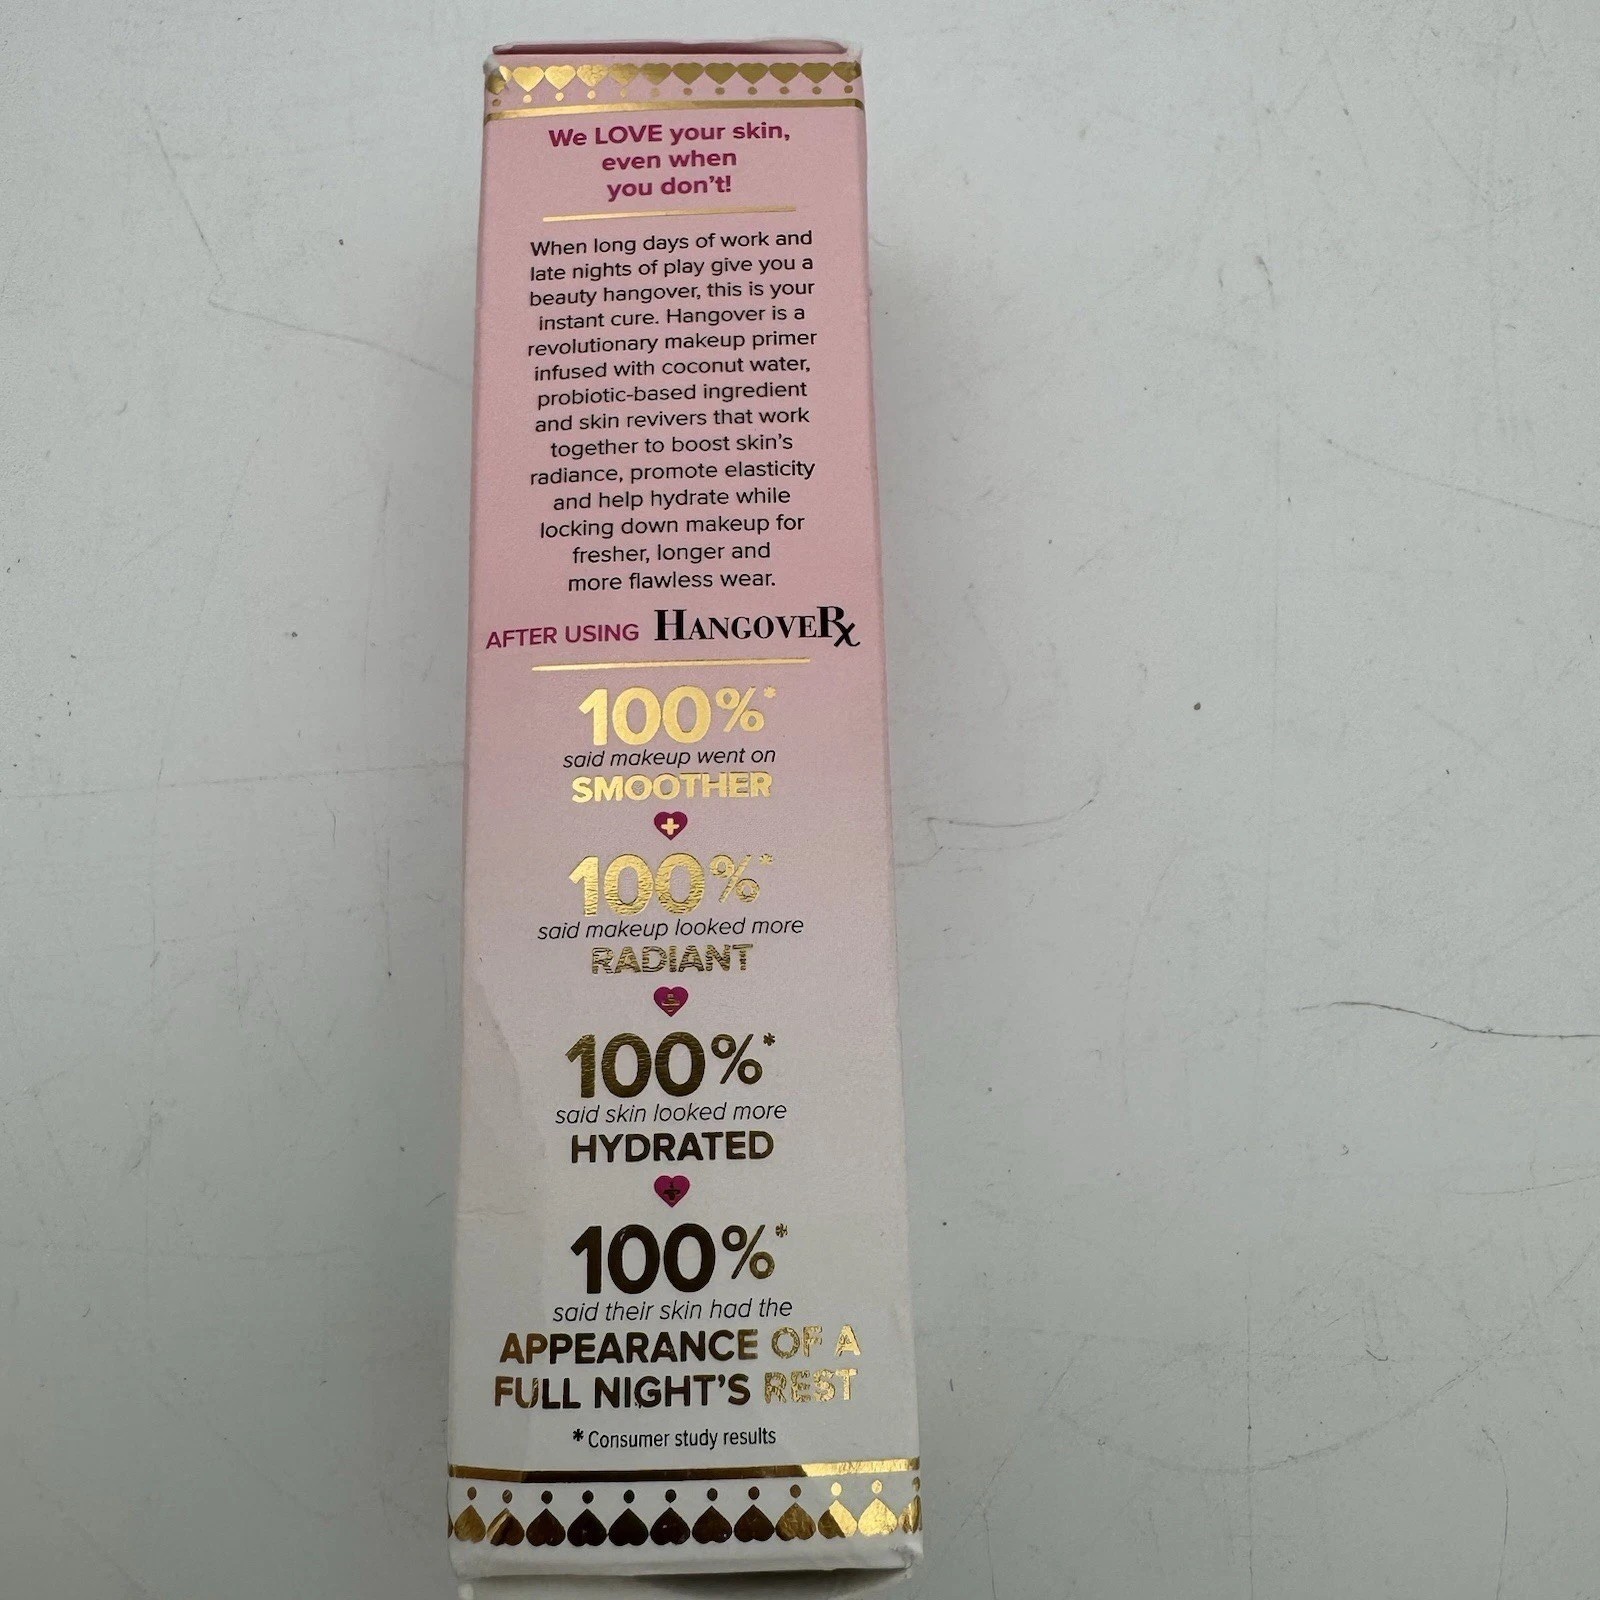 We LOVE your skin,
even when
you don't!
When long days of work and
late nights of play give you a
beauty hangover, this is your
instant cure. Hangover is a
revolutionary makeup primer
infused with coconut water,
probiotic-based ingredient
and skin revivers that work
together to boost skin's
radiance, promote elasticity
and help hydrate while
locking down makeup for
fresher, longer and
more flawless wear.
AFTER USING HANGOVERx
100%*
said makeup went on
SMOOTHER
+
100%*
said makeup looked more
RADIANT
+
100%*
said skin looked more
HYDRATED
+
100%*
said their skin had the
APPEARANCE OF A
FULL NIGHT'S REST
* Consumer study results